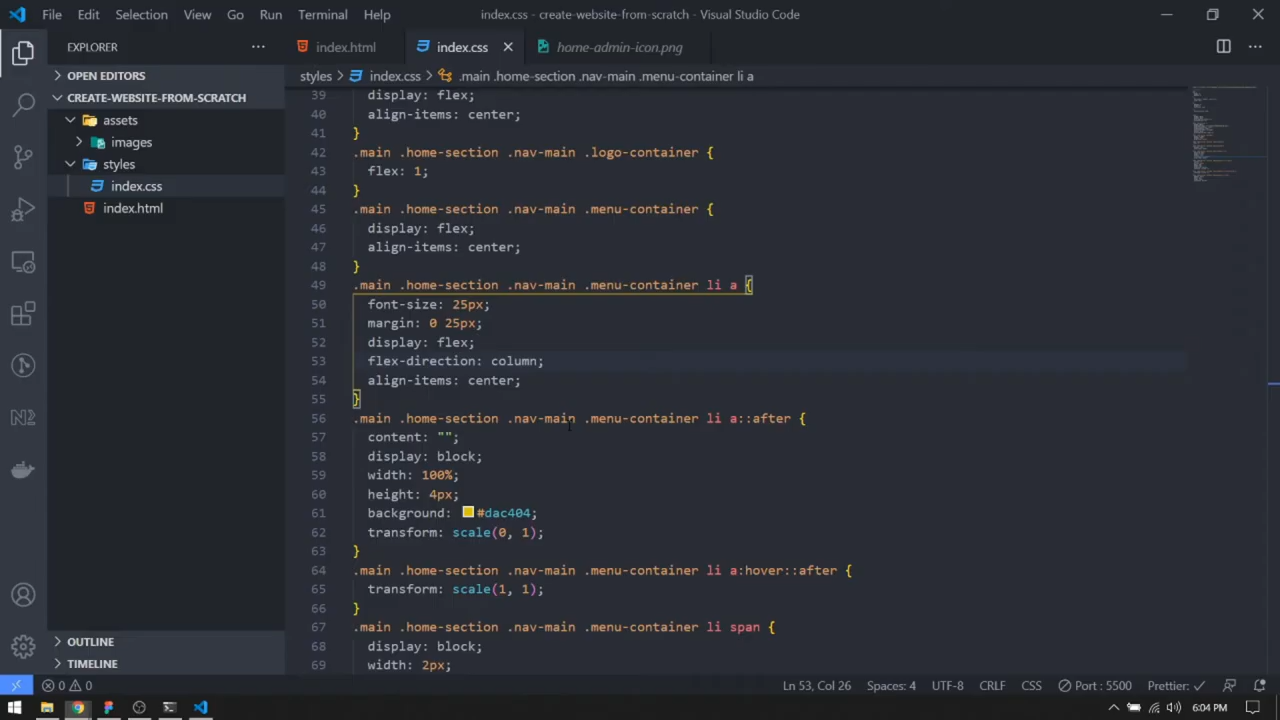 File Edit Selection View Go Run Terminal Help
index.css - create-website-from-scratch - Visual Studio Code
EXPLORER
OPEN EDITORS
CREATE-WEBSITE-FROM-SCRATCH
assets
images
styles
index.css
index.html
OUTLINE
TIMELINE
index.html index.css home-admin-icon.png
styles > index.css > .main .home-section .nav-main .menu-container li a
39 display: flex;
40 align-items: center;
41 }
42 .main .home-section .nav-main .logo-container {
43 flex: 1;
44 }
45 .main .home-section .nav-main .menu-container {
46 display: flex;
47 align-items: center;
48 }
49 .main .home-section .nav-main .menu-container li a {
50 font-size: 25px;
51 margin: 0 25px;
52 display: flex;
53 flex-direction: column;
54 align-items: center;
55 }
56 .main .home-section .nav-main .menu-container li a::after {
57 content: "";
58 display: block;
59 width: 100%;
60 height: 4px;
61 background: #dac404;
62 transform: scale(0, 1);
63 }
64 .main .home-section .nav-main .menu-container li a:hover::after {
65 transform: scale(1, 1);
66 }
67 .main .home-section .nav-main .menu-container li span {
68 display: block;
69 width: 2px;
0 0 Ln 53, Col 26 Spaces: 4 UTF-8 CRLF CSS Port : 5500 Prettier: ✓
6:04 PM